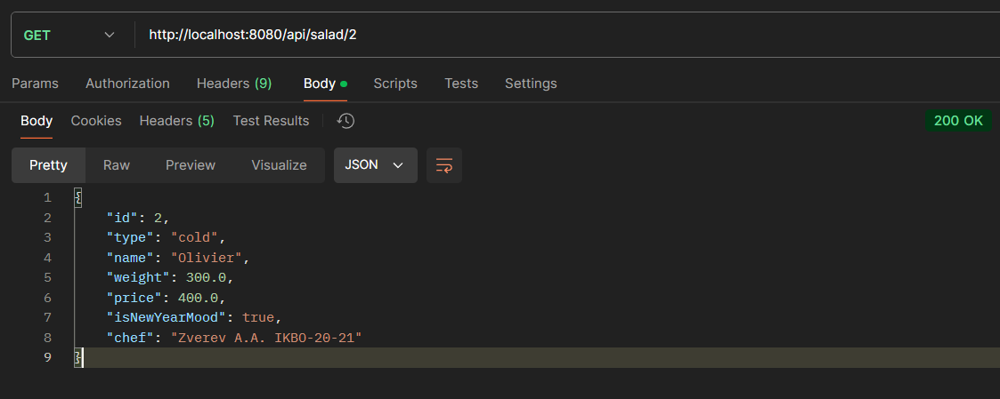 GET http://localhost:8080/api/salad/2
Params Authorization Headers (9) Body Scripts Tests Settings
Body Cookies Headers (5) Test Results 200 OK
Pretty Raw Preview Visualize JSON
1 {
2 "id": 2,
3 "type": "cold",
4 "name": "Olivier",
5 "weight": 300.0,
6 "price": 400.0,
7 "isNewYearMood": true,
8 "chef": "Zverev A.A. IKBO-20-21"
9 }